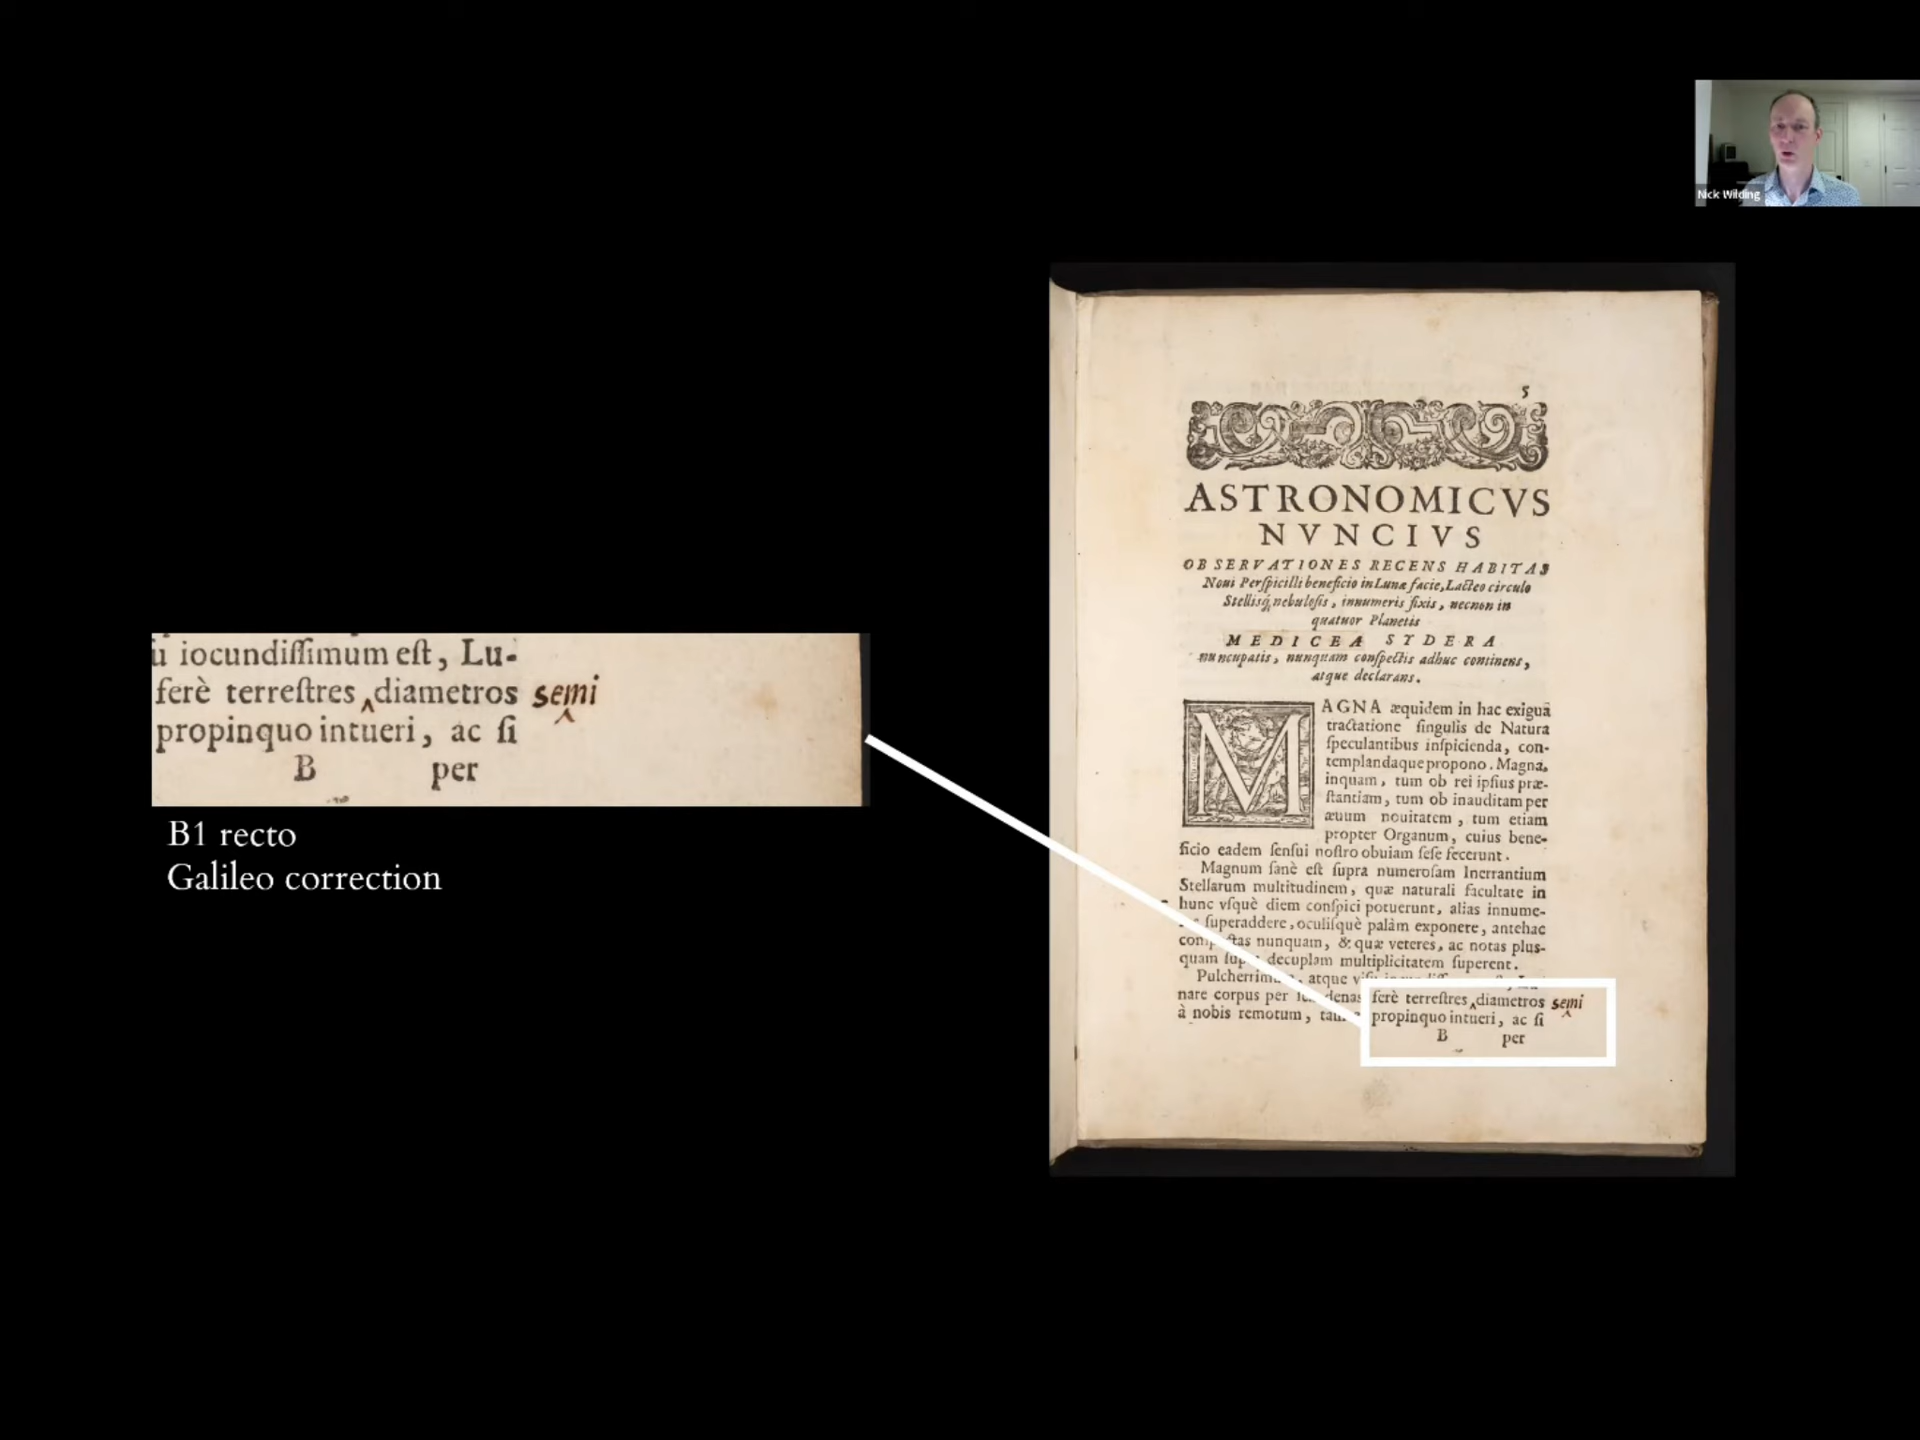 Nick Wilding
ù iocundiſſimum eſt, Lu-
ferè terreſtres ‸diametros semi
propinquo intueri, ac ſi
B per
B1 recto
Galileo correction
5
ASTRONOMICVS
NVNCIVS
OBSERVATIONES RECENS HABITAS
Noui Perſpicilli beneficio in Lunæ facie, Lacteo circulo
Stellisq́; nebuloſis, innumeris fixis, necnon in
quatuor Planetis
MEDICEA SYDERA
nuncupatis, nunquam conſpectis adhuc continens,
atque declarans.
MAGNA æquidem in hac exiguà
tractatione ſingulis de Natura
ſpeculantibus inſpicienda, con-
templandaque propono. Magna,
inquam, tum ob rei ipſius præ-
ſtantiam, tum ob inauditam per
æuum nouitatem, tum etiam
propter Organum, cuius bene-
ficio eadem ſenſui noſtro obuiam ſeſe fecerunt.
Magnum ſanè eſt ſupra numeroſam Inerrantium
Stellarum multitudinem, quæ naturali facultate in
hunc vſquè diem conſpici potuerunt, alias innume-
ſuperaddere, oculiſquè palàm exponere, antehac
nunquam, & quæ veteres, ac notas plus-
quam decuplam multiplicitatem ſuperent.
atque
nare corpus per ferè terreſtres ‸diametros semi
à nobis remotum, propinquo intueri, ac ſi
B per